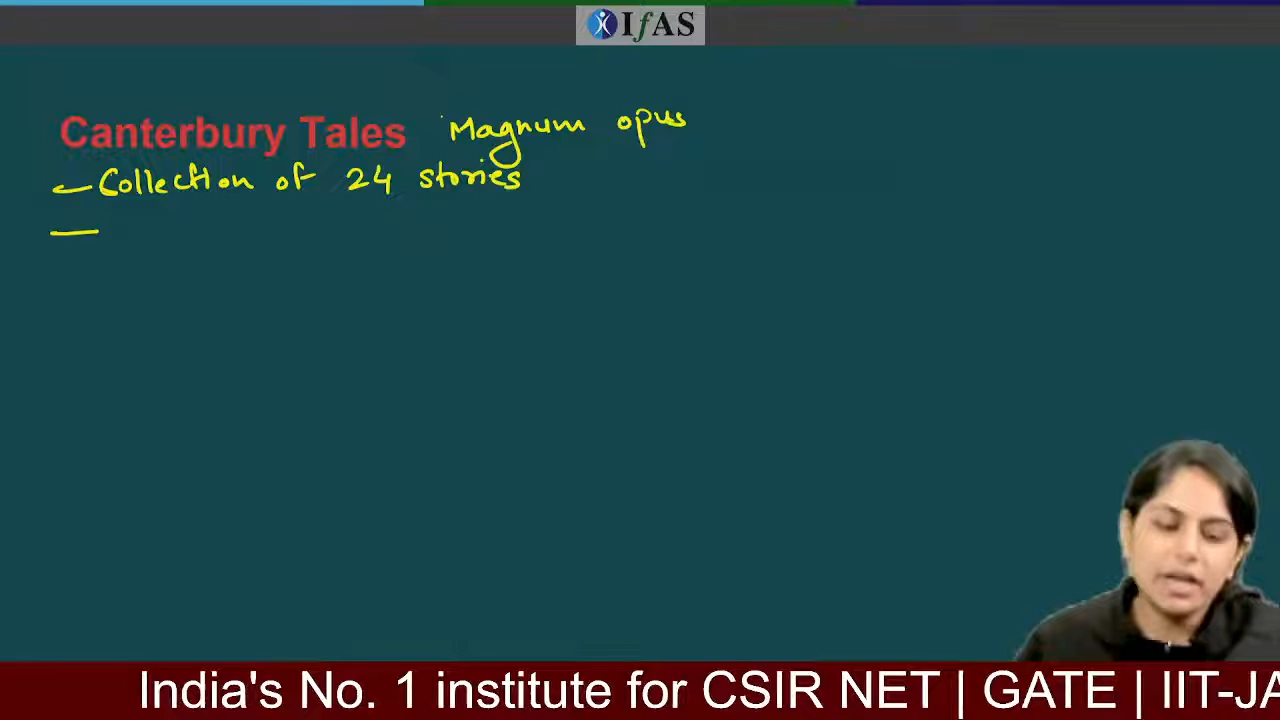 IfAS
Canterbury Tales Magnum opus
- Collection of 24 stories
-
India's No. 1 institute for CSIR NET | GATE | IIT-JA